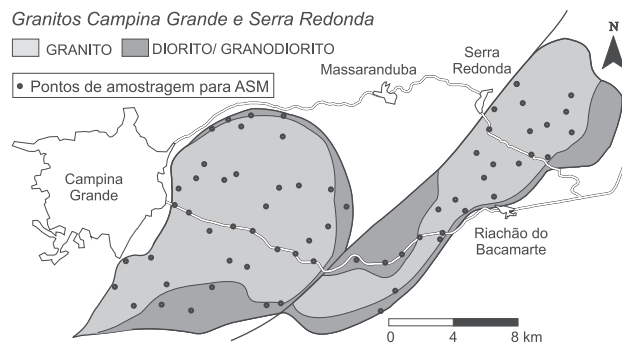 Granitos Campina Grande e Serra Redonda
GRANITO
DIORITO/ GRANODIORITO
Pontos de amostragem para ASM
Massaranduba
Serra
Redonda
N
Campina
Grande
Riachão do
Bacamarte
0 4 8 km